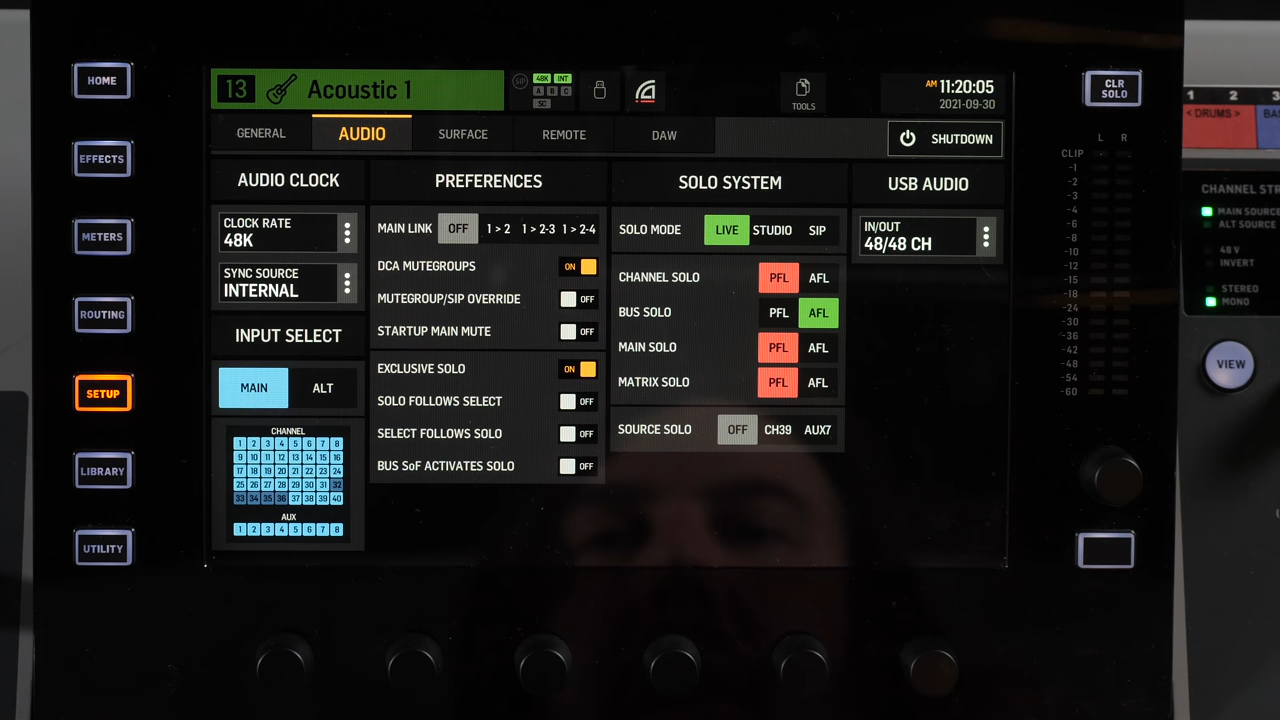 HOME
EFFECTS
METERS
ROUTING
SETUP
LIBRARY
UTILITY
13 Acoustic 1
SIP
48K INT
A B C
SC
TOOLS
AM 11:20:05
2021-09-30
GENERAL AUDIO SURFACE REMOTE DAW
SHUTDOWN
AUDIO CLOCK
CLOCK RATE
48K
SYNC SOURCE
INTERNAL
INPUT SELECT
MAIN ALT
CHANNEL
1 2 3 4 5 6 7 8
9 10 11 12 13 14 15 16
17 18 19 20 21 22 23 24
25 26 27 28 29 30 31 32
33 34 35 36 37 38 39 40
AUX
1 2 3 4 5 6 7 8
PREFERENCES
MAIN LINK OFF 1 > 2 1 > 2-3 1 > 2-4
DCA MUTEGROUPS ON
MUTEGROUP/SIP OVERRIDE OFF
STARTUP MAIN MUTE OFF
EXCLUSIVE SOLO ON
SOLO FOLLOWS SELECT OFF
SELECT FOLLOWS SOLO OFF
BUS SoF ACTIVATES SOLO OFF
SOLO SYSTEM
SOLO MODE LIVE STUDIO SIP
CHANNEL SOLO PFL AFL
BUS SOLO PFL AFL
MAIN SOLO PFL AFL
MATRIX SOLO PFL AFL
SOURCE SOLO OFF CH39 AUX7
USB AUDIO
IN/OUT
48/48 CH
CLR
SOLO
L R
CLIP
-1
-2
-3
-4
-6
-8
-10
-12
-15
-18
-24
-30
-36
-42
-48
-54
-60
1 2 3
< DRUMS >
CHANNEL STR
MAIN SOURCE
ALT SOURCE
48 V
INVERT
STEREO
MONO
VIEW